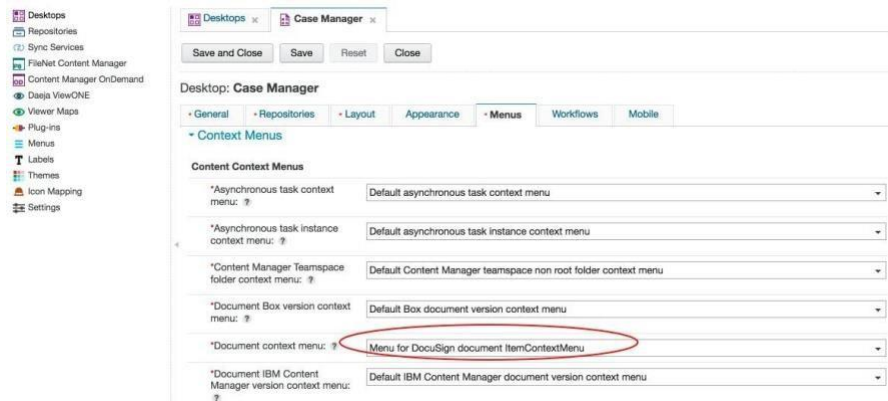 Desktops
Repositories
Sync Services
FileNet Content Manager
Content Manager OnDemand
Daeja ViewONE
Viewer Maps
Plug-ins
Menus
Labels
Themes
Icon Mapping
Settings
Desktops x Case Manager x
Save and Close Save Reset Close
Desktop: Case Manager
General Repositories Layout Appearance Menus Workflows Mobile
Context Menus
Content Context Menus
*Asynchronous task context
menu: ? Default asynchronous task context menu
*Asynchronous task instance
context menu: ? Default asynchronous task instance context menu
*Content Manager Teamspace
folder context menu: ? Default Content Manager teamspace non root folder context menu
*Document Box version context
menu: ? Default Box document version context menu
*Document context menu: ? Menu for DocuSign document ItemContextMenu
*Document IBM Content
Manager version context menu: Default IBM Content Manager document version context menu
?